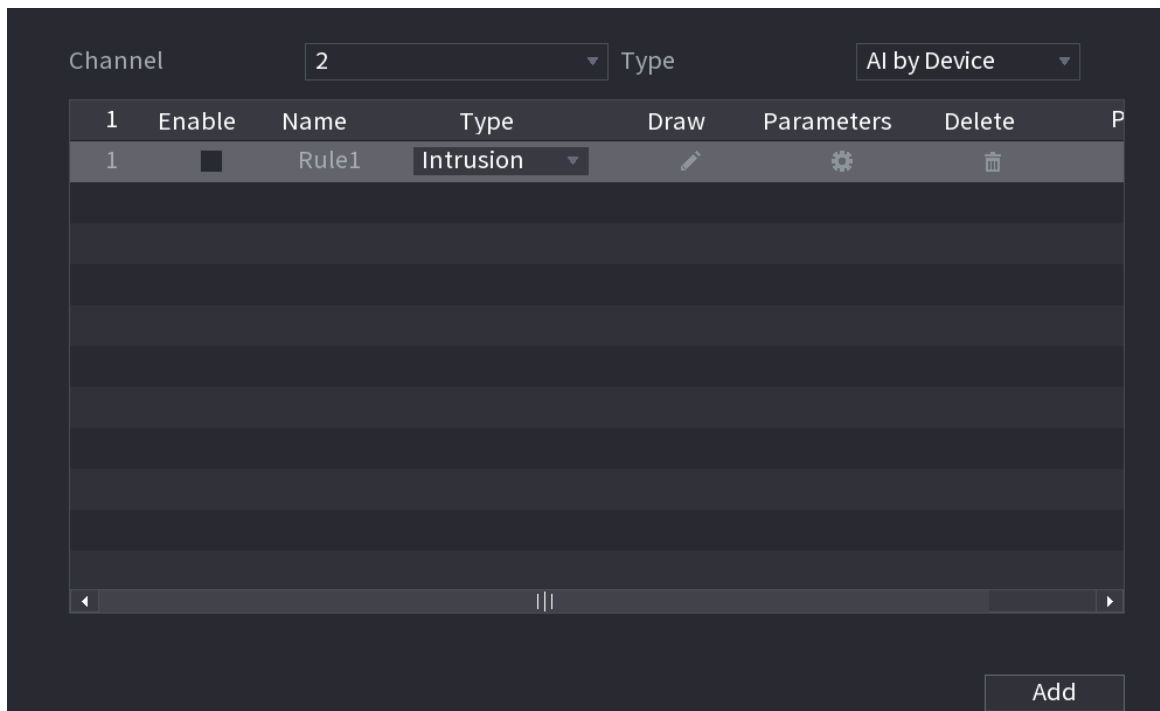 Channel 2 Type AI by Device
1 Enable Name Type Draw Parameters Delete P
1 Rule1 Intrusion
Add